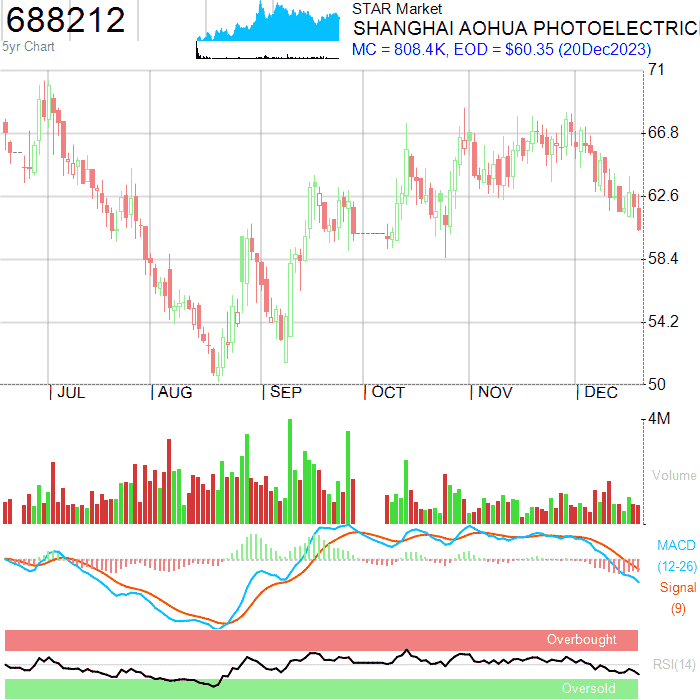 688212
5yr Chart
STAR Market
SHANGHAI AOHUA PHOTOELECTRIC
MC = 808.4K, EOD = $60.35 (20Dec2023)
71
66.8
62.6
58.4
54.2
50
JUL AUG SEP OCT NOV DEC
4M
Volume
MACD
(12-26)
Signal
(9)
Overbought
RSI(14)
Oversold